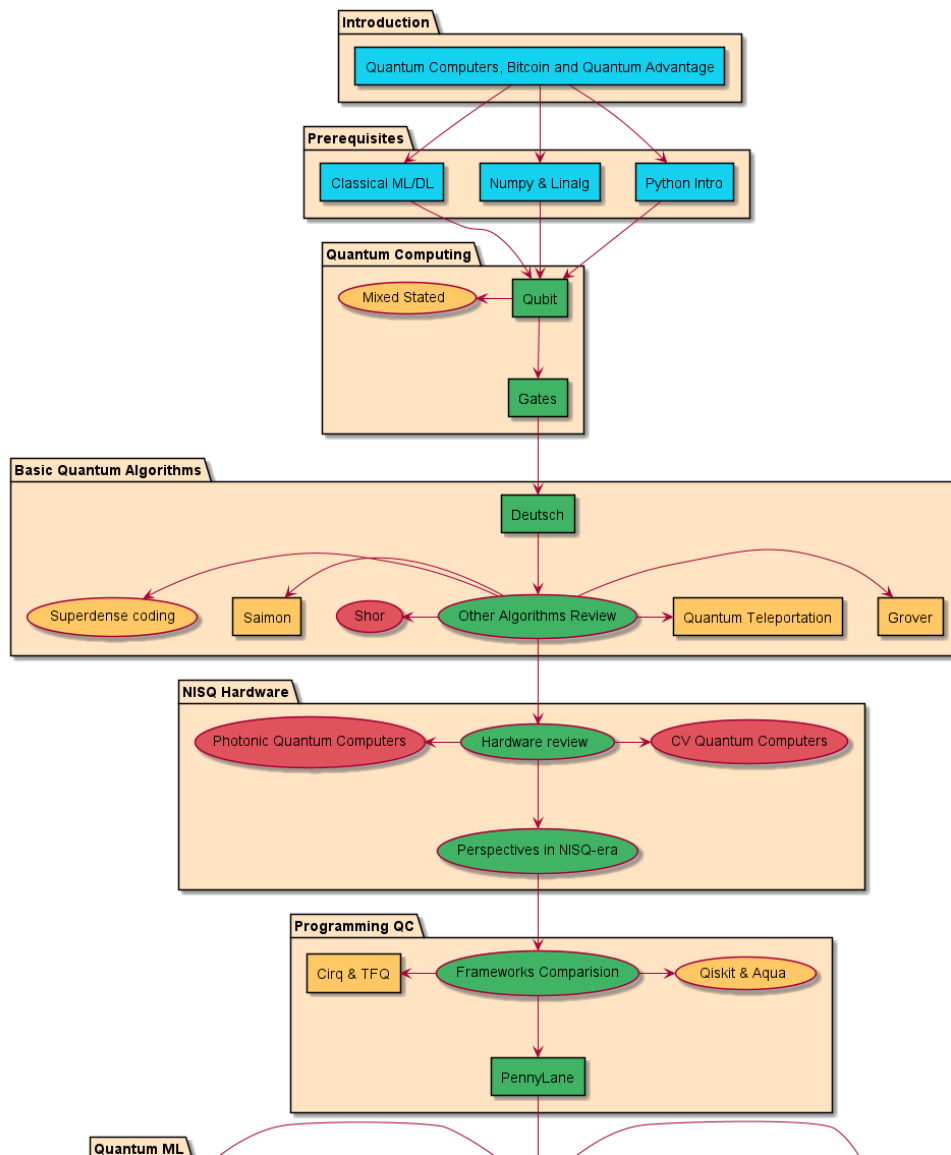 Introduction
Quantum Computers, Bitcoin and Quantum Advantage
Prerequisites
Classical ML/DL
Numpy & Linalg
Python Intro
Quantum Computing
Mixed Stated
Qubit
Gates
Basic Quantum Algorithms
Deutsch
Superdense coding
Saimon
Shor
Other Algorithms Review
Quantum Teleportation
Grover
NISQ Hardware
Photonic Quantum Computers
Hardware review
CV Quantum Computers
Perspectives in NISQ-era
Programming QC
Cirq & TFQ
Frameworks Comparision
Qiskit & Aqua
PennyLane
Quantum ML